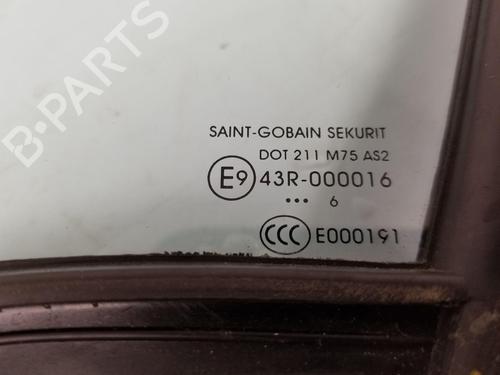 B-PARTS
SAINT-GOBAIN SEKURIT
DOT 211 M75 AS2
E9 43R-000016
... 6
CCC E000191